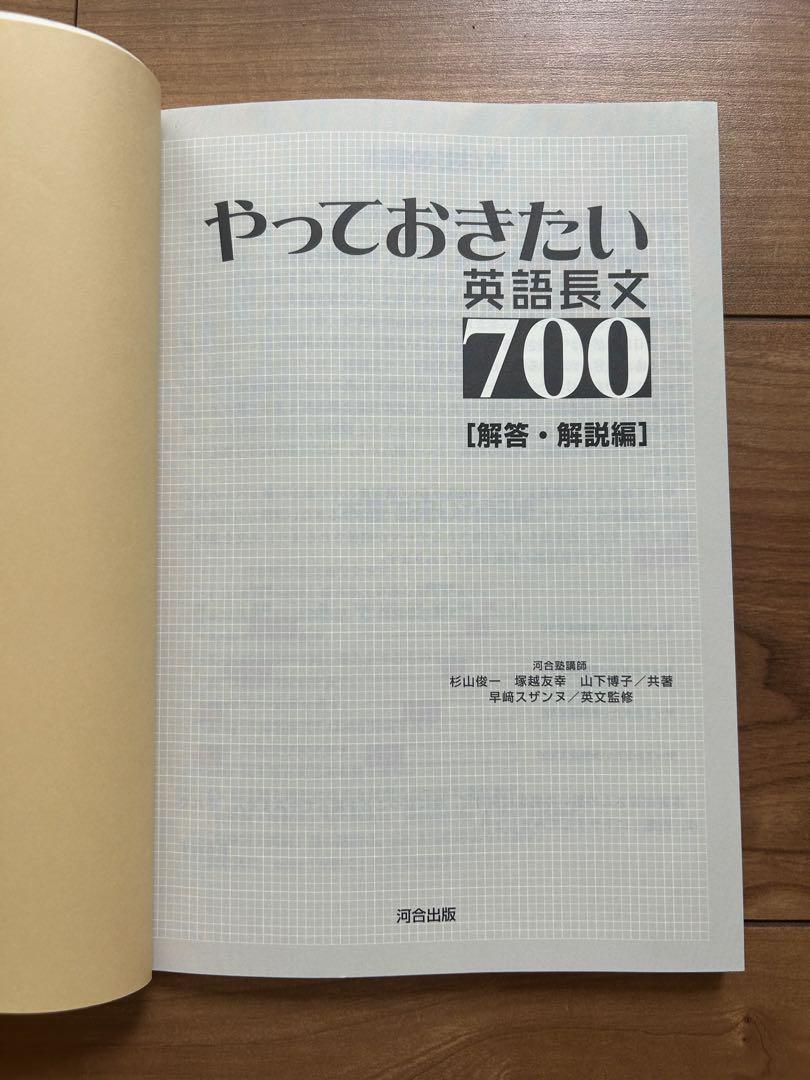 やっておきたい
英語長文
700
[解答・解説編]
河合塾講師
杉山俊一 塚越友幸 山下博子／共著
早﨑スザンヌ／英文監修
河合出版